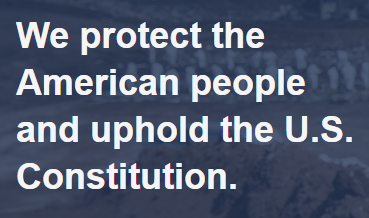 We protect the
American people
and uphold the U.S.
Constitution.